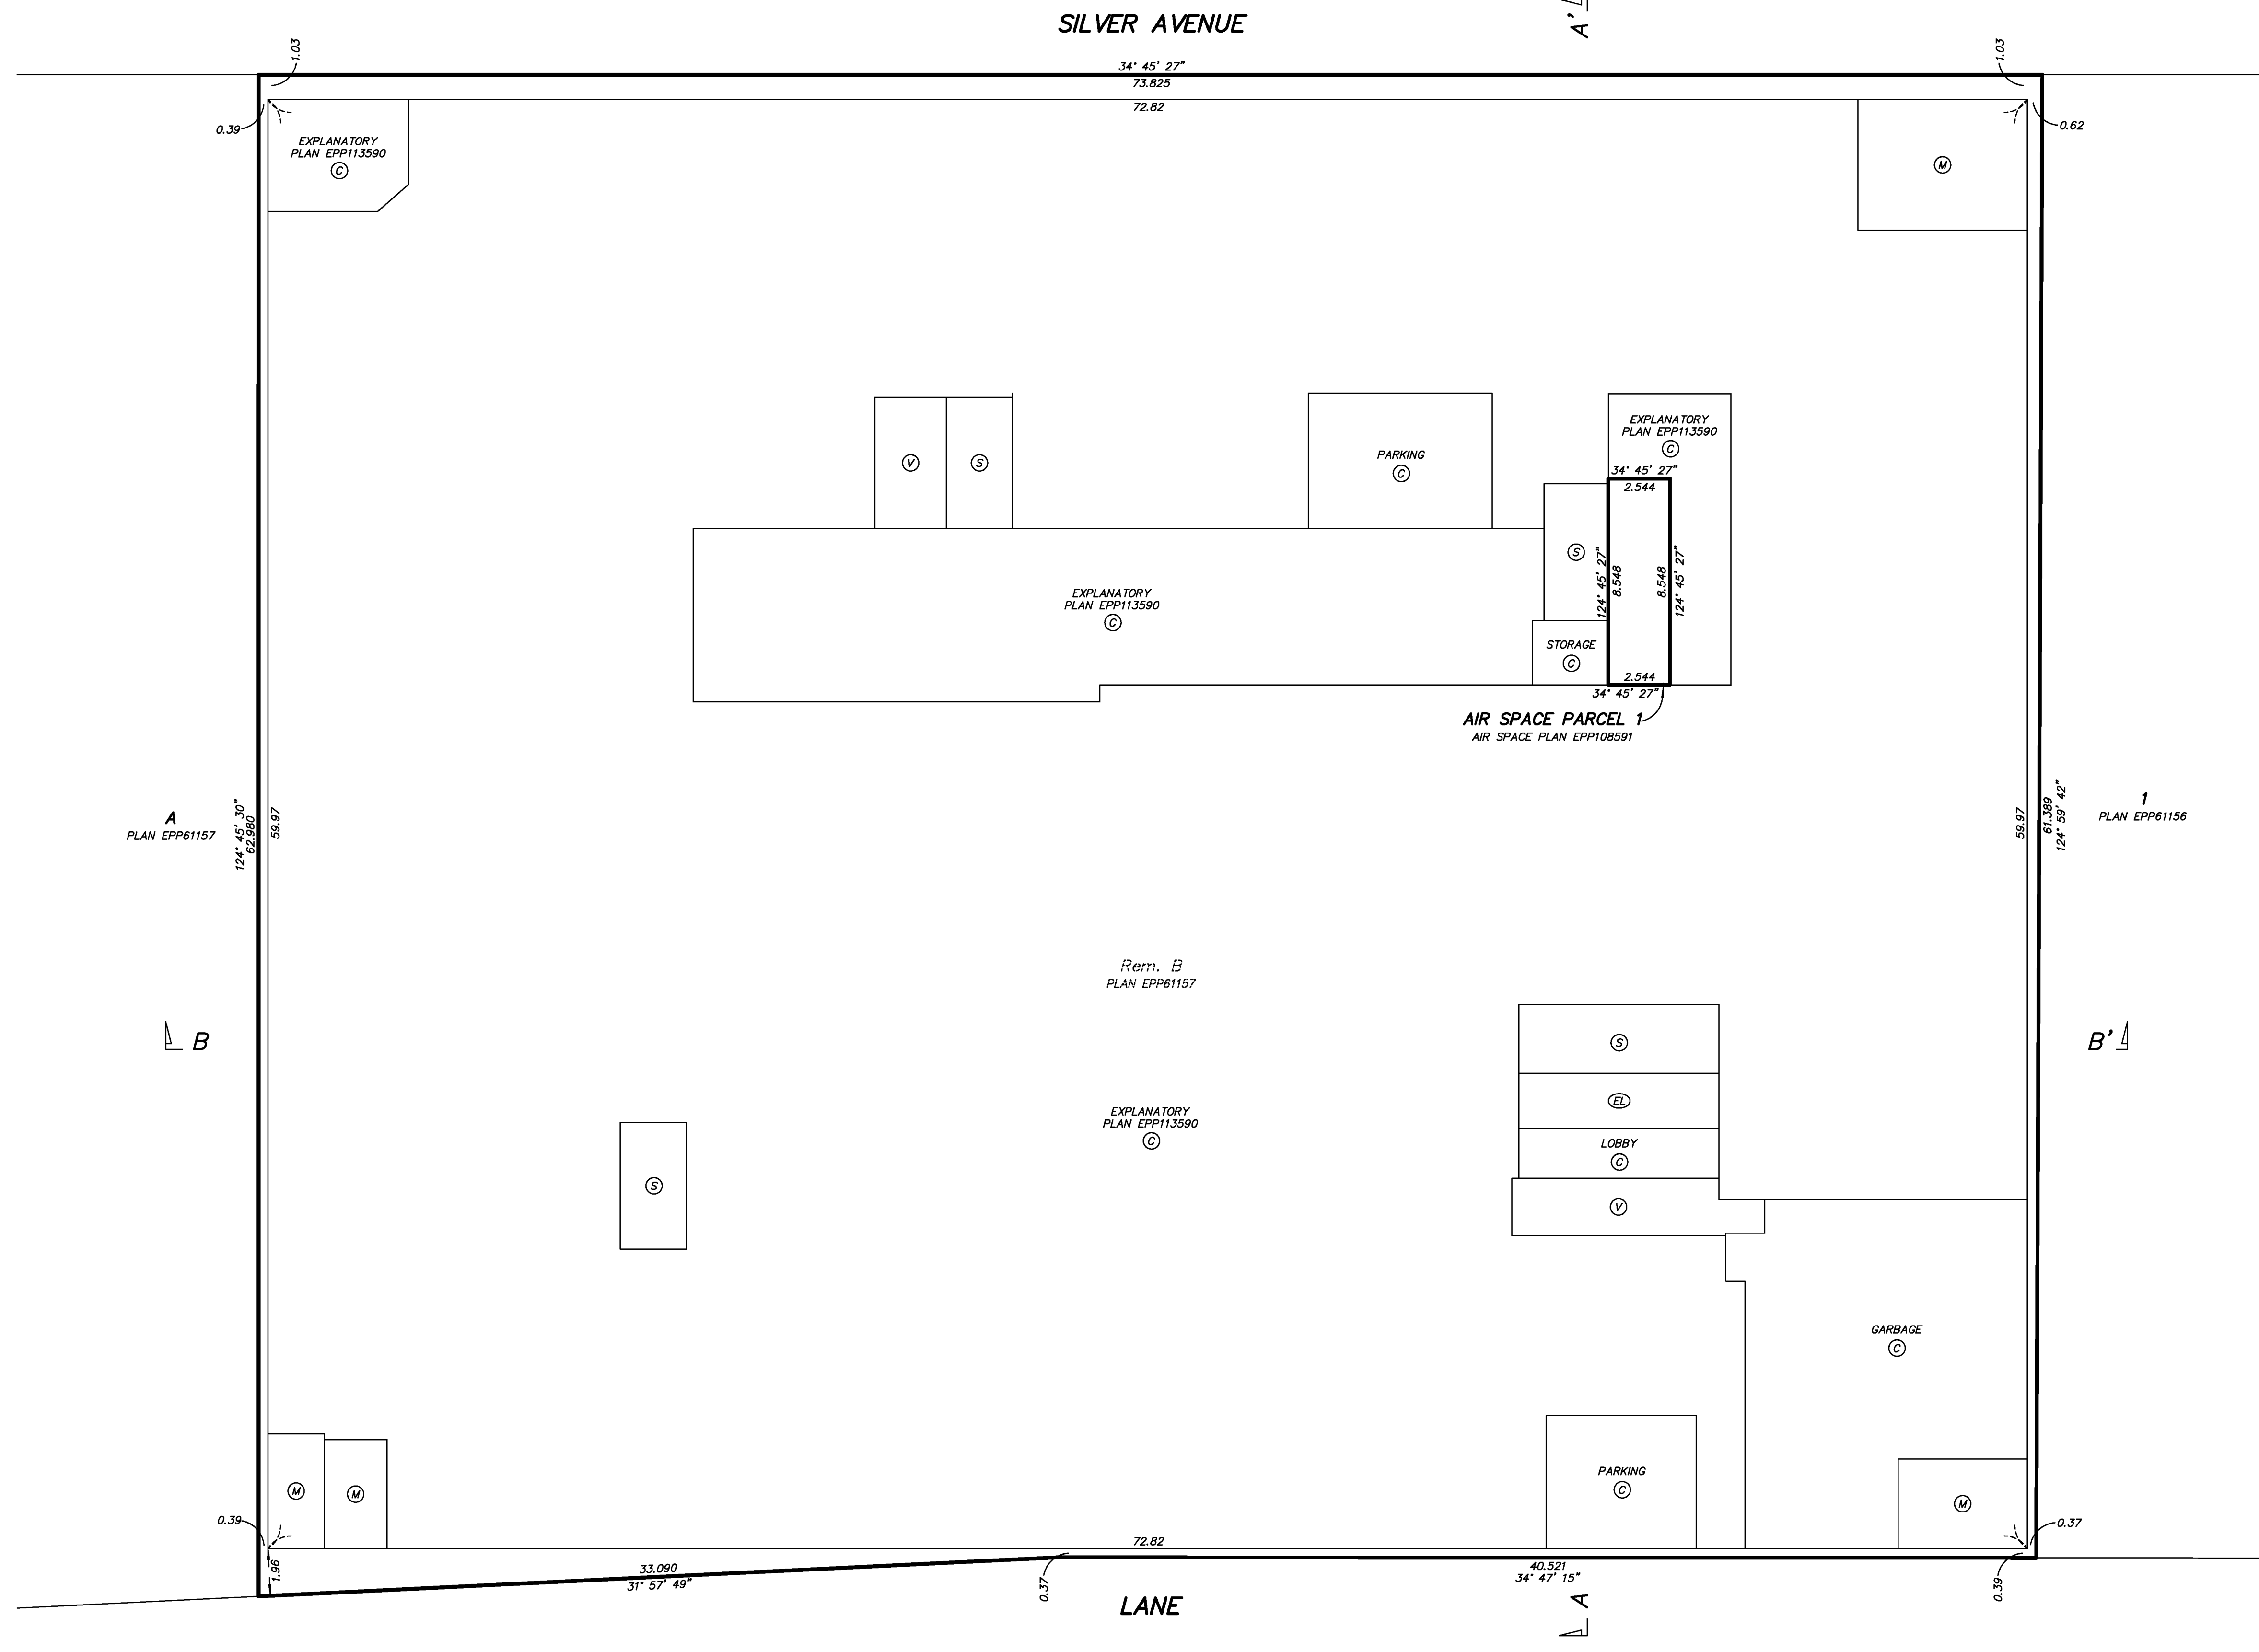 SILVER AVENUE
A'
1.03
34° 45' 27"
73.825
72.82
1.03
0.39
0.62
EXPLANATORY
PLAN EPP113590
C
M
V
S
PARKING
C
EXPLANATORY
PLAN EPP113590
C
34° 45' 27"
2.544
S
124° 45' 27"
8.548
8.548
124° 45' 27"
EXPLANATORY
PLAN EPP113590
C
STORAGE
C
2.544
34° 45' 27"
AIR SPACE PARCEL 1
AIR SPACE PLAN EPP108591
A
PLAN EPP61157
124° 45' 30"
62.980
59.97
59.97
61.389
124° 59' 42"
1
PLAN EPP61156
Rem. B
PLAN EPP61157
B
B'
S
EL
LOBBY
C
V
EXPLANATORY
PLAN EPP113590
C
S
GARBAGE
C
M
M
PARKING
C
M
0.39
0.37
1.96
72.82
33.090
31° 57' 49"
0.37
40.521
34° 47' 15"
0.39
LANE
A